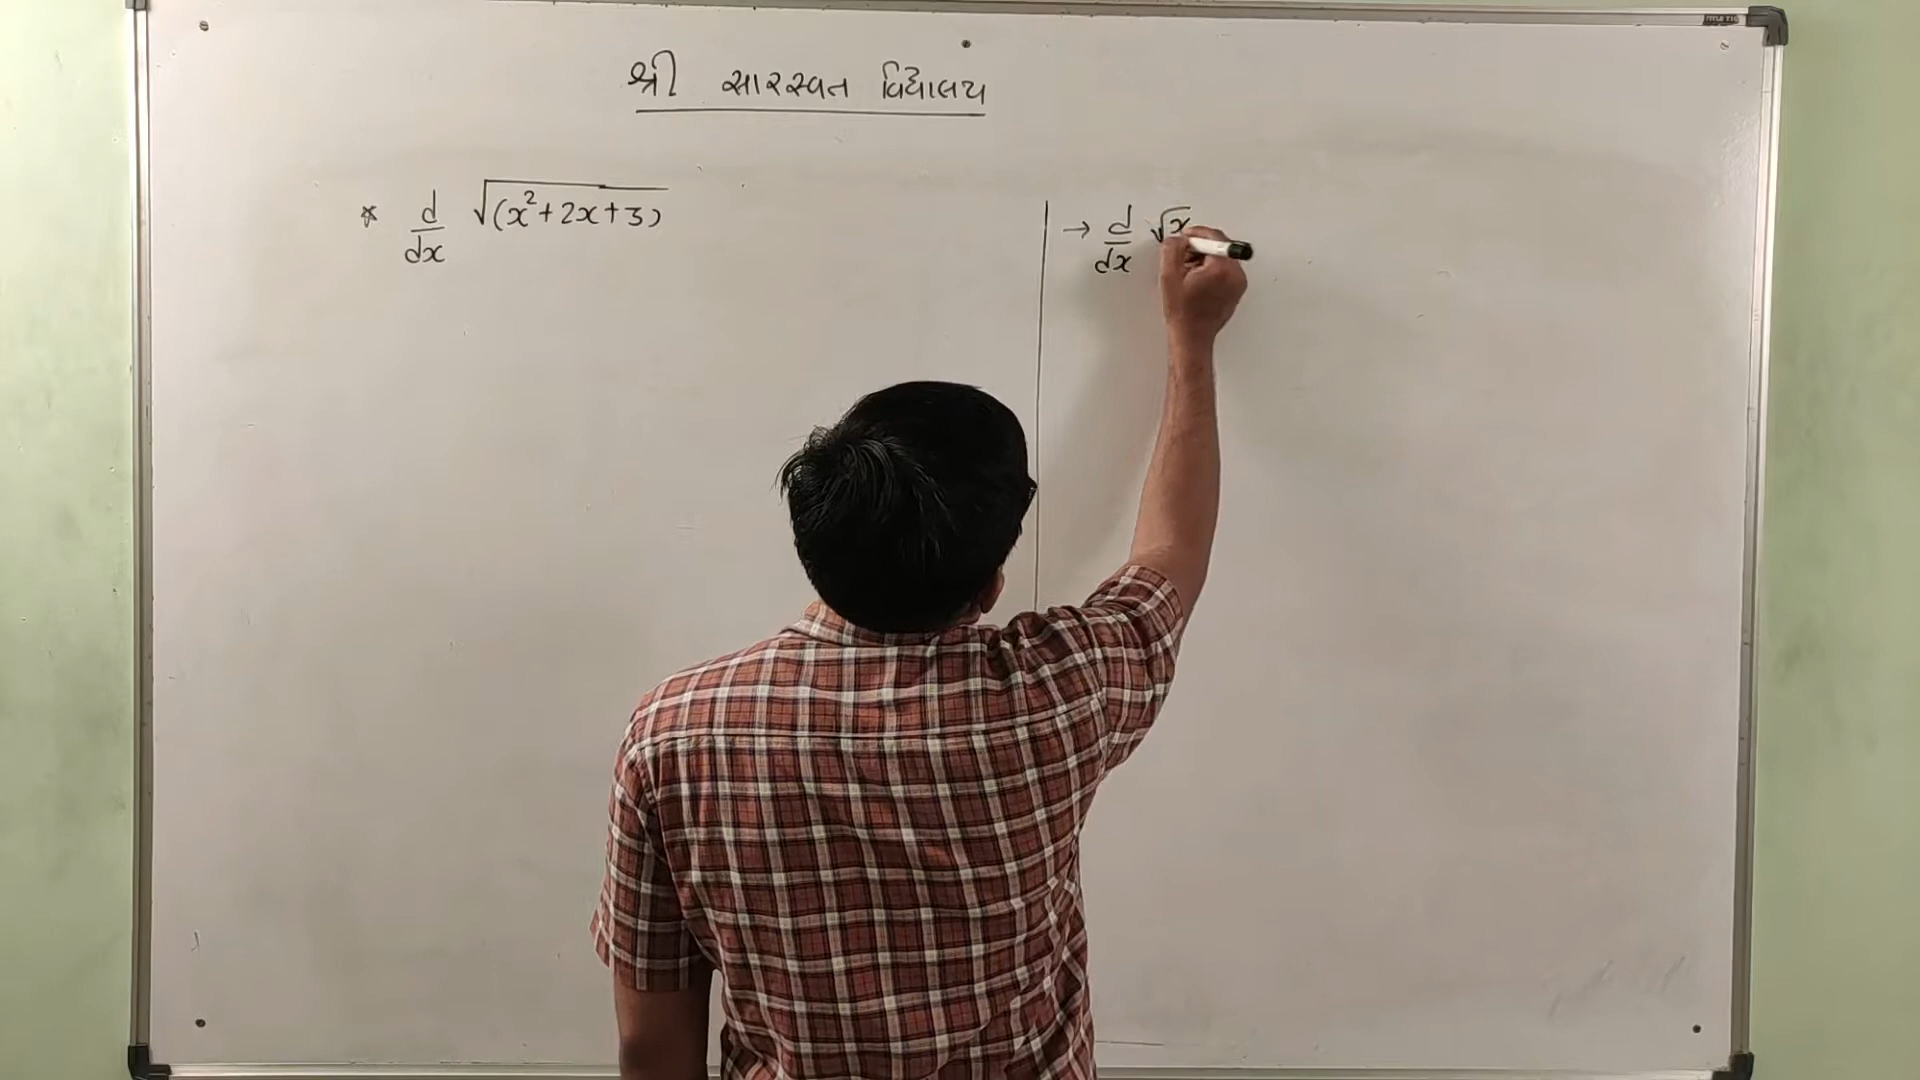 શ્રી સારસ્વત વિદ્યાલય
* d/dx √(x²+2x+3)
→ d/dx √x